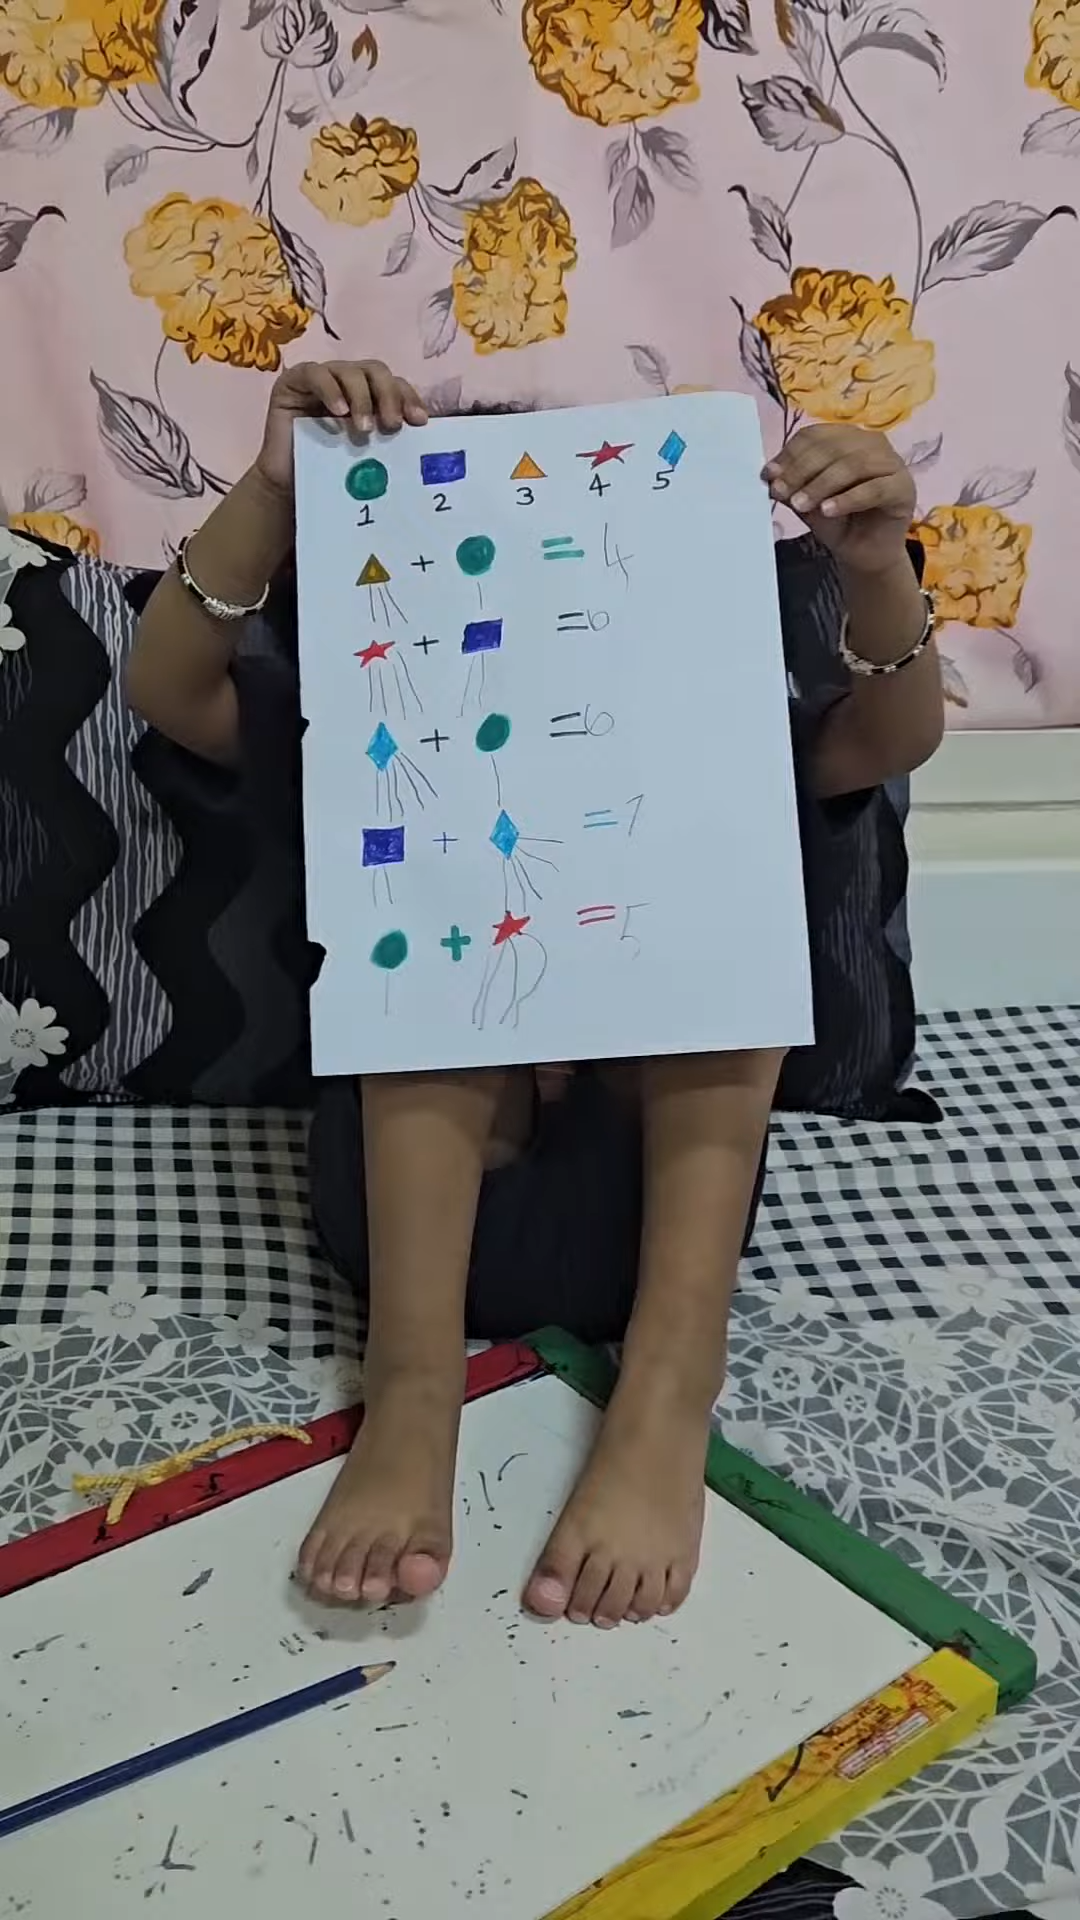 1 2 3 4 5
+ = 4
+ = 6
+ = 6
+ = 7
+ = 5